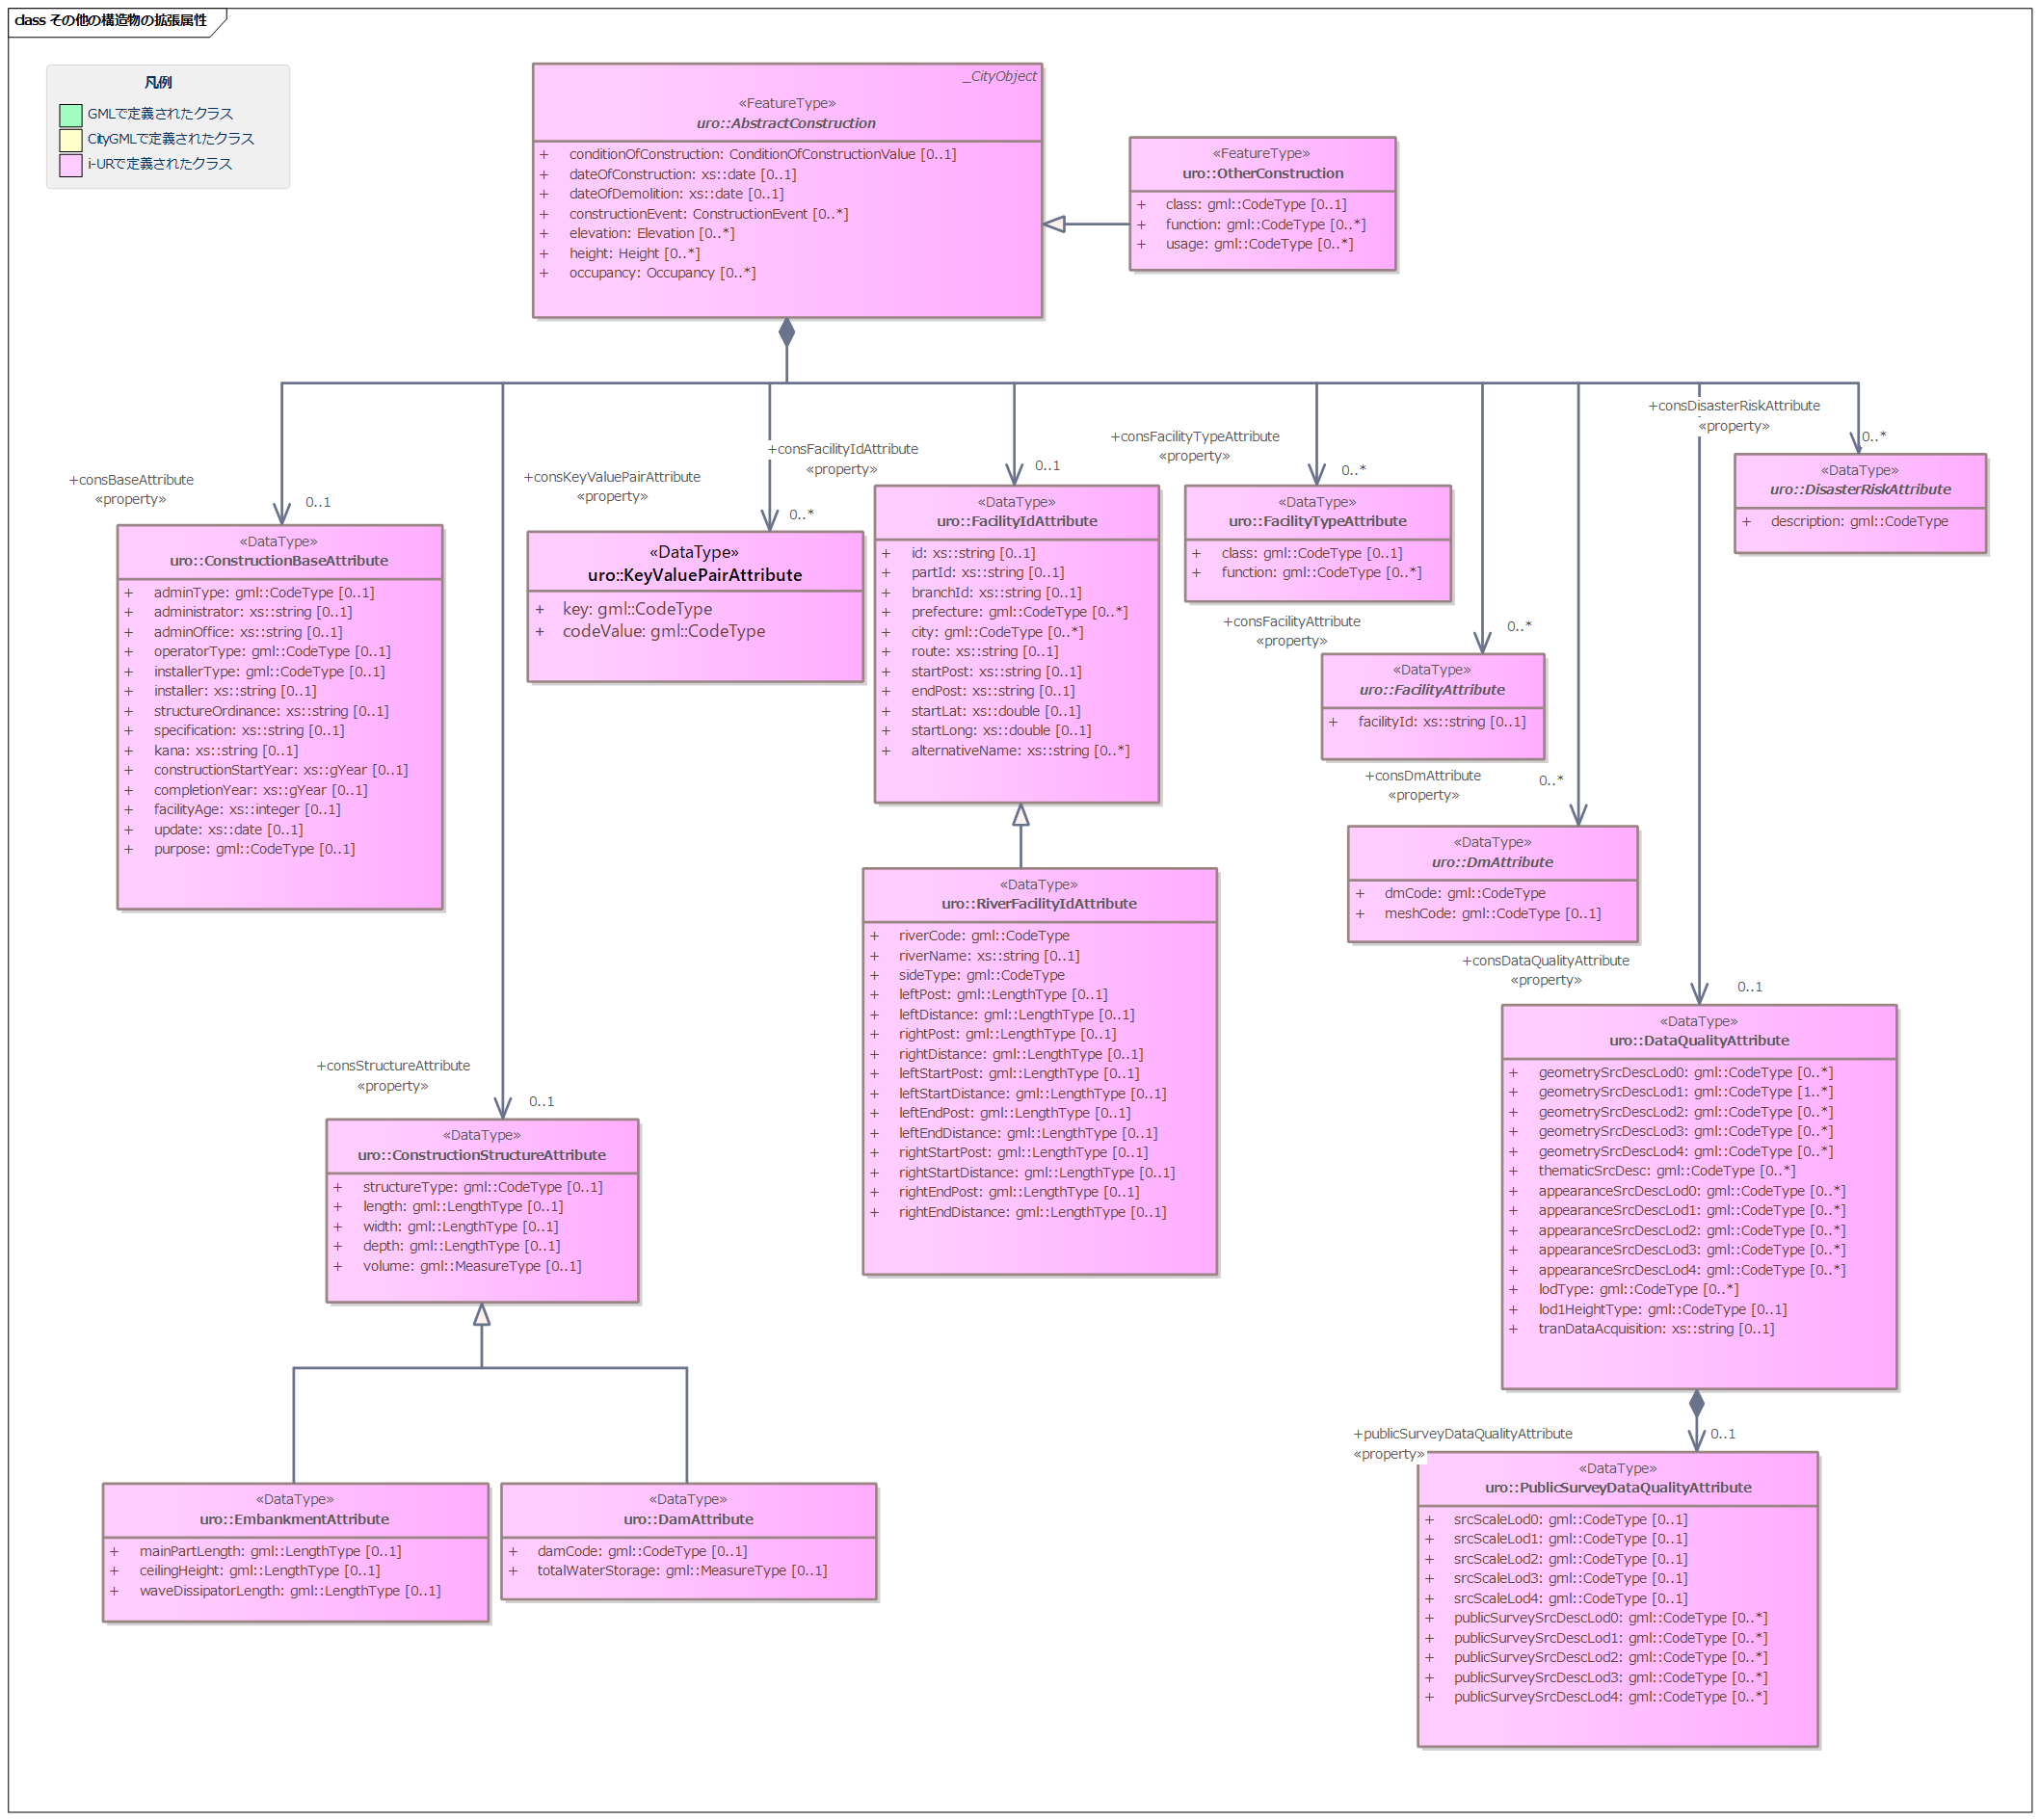 class その他の構造物の拡張属性
凡例
GMLで定義されたクラス
CityGMLで定義されたクラス
i-URで定義されたクラス
_CityObject
«FeatureType»
uro::AbstractConstruction
+ conditionOfConstruction: ConditionOfConstructionValue [0..1]
+ dateOfConstruction: xs::date [0..1]
+ dateOfDemolition: xs::date [0..1]
+ constructionEvent: ConstructionEvent [0..*]
+ elevation: Elevation [0..*]
+ height: Height [0..*]
+ occupancy: Occupancy [0..*]
«FeatureType»
uro::OtherConstruction
+ class: gml::CodeType [0..1]
+ function: gml::CodeType [0..*]
+ usage: gml::CodeType [0..*]
+consBaseAttribute
«property»
0..1
«DataType»
uro::ConstructionBaseAttribute
+ adminType: gml::CodeType [0..1]
+ administrator: xs::string [0..1]
+ adminOffice: xs::string [0..1]
+ operatorType: gml::CodeType [0..1]
+ installerType: gml::CodeType [0..1]
+ installer: xs::string [0..1]
+ structureOrdinance: xs::string [0..1]
+ specification: xs::string [0..1]
+ kana: xs::string [0..1]
+ constructionStartYear: xs::gYear [0..1]
+ completionYear: xs::gYear [0..1]
+ facilityAge: xs::integer [0..1]
+ update: xs::date [0..1]
+ purpose: gml::CodeType [0..1]
+consKeyValuePairAttribute
«property»
0..*
«DataType»
uro::KeyValuePairAttribute
+ key: gml::CodeType
+ codeValue: gml::CodeType
+consFacilityIdAttribute
«property»
0..1
«DataType»
uro::FacilityIdAttribute
+ id: xs::string [0..1]
+ partId: xs::string [0..1]
+ branchId: xs::string [0..1]
+ prefecture: gml::CodeType [0..*]
+ city: gml::CodeType [0..*]
+ route: xs::string [0..1]
+ startPost: xs::string [0..1]
+ endPost: xs::string [0..1]
+ startLat: xs::double [0..1]
+ startLong: xs::double [0..1]
+ alternativeName: xs::string [0..*]
+consFacilityTypeAttribute
«property»
0..*
«DataType»
uro::FacilityTypeAttribute
+ class: gml::CodeType [0..1]
+ function: gml::CodeType [0..*]
+consDisasterRiskAttribute
«property»
0..*
«DataType»
uro::DisasterRiskAttribute
+ description: gml::CodeType
+consFacilityAttribute
«property»
0..*
«DataType»
uro::FacilityAttribute
+ facilityId: xs::string [0..1]
+consDmAttribute
«property»
0..*
«DataType»
uro::DmAttribute
+ dmCode: gml::CodeType
+ meshCode: gml::CodeType [0..1]
«DataType»
uro::RiverFacilityIdAttribute
+ riverCode: gml::CodeType
+ riverName: xs::string [0..1]
+ sideType: gml::CodeType
+ leftPost: gml::LengthType [0..1]
+ leftDistance: gml::LengthType [0..1]
+ rightPost: gml::LengthType [0..1]
+ rightDistance: gml::LengthType [0..1]
+ leftStartPost: gml::LengthType [0..1]
+ leftStartDistance: gml::LengthType [0..1]
+ leftEndPost: gml::LengthType [0..1]
+ leftEndDistance: gml::LengthType [0..1]
+ rightStartPost: gml::LengthType [0..1]
+ rightStartDistance: gml::LengthType [0..1]
+ rightEndPost: gml::LengthType [0..1]
+ rightEndDistance: gml::LengthType [0..1]
+consDataQualityAttribute
«property»
0..1
«DataType»
uro::DataQualityAttribute
+ geometrySrcDescLod0: gml::CodeType [0..*]
+ geometrySrcDescLod1: gml::CodeType [1..*]
+ geometrySrcDescLod2: gml::CodeType [0..*]
+ geometrySrcDescLod3: gml::CodeType [0..*]
+ geometrySrcDescLod4: gml::CodeType [0..*]
+ thematicSrcDesc: gml::CodeType [0..*]
+ appearanceSrcDescLod0: gml::CodeType [0..*]
+ appearanceSrcDescLod1: gml::CodeType [0..*]
+ appearanceSrcDescLod2: gml::CodeType [0..*]
+ appearanceSrcDescLod3: gml::CodeType [0..*]
+ appearanceSrcDescLod4: gml::CodeType [0..*]
+ lodType: gml::CodeType [0..*]
+ lod1HeightType: gml::CodeType [0..1]
+ tranDataAcquisition: xs::string [0..1]
+consStructureAttribute
«property»
0..1
«DataType»
uro::ConstructionStructureAttribute
+ structureType: gml::CodeType [0..1]
+ length: gml::LengthType [0..1]
+ width: gml::LengthType [0..1]
+ depth: gml::LengthType [0..1]
+ volume: gml::MeasureType [0..1]
«DataType»
uro::EmbankmentAttribute
+ mainPartLength: gml::LengthType [0..1]
+ ceilingHeight: gml::LengthType [0..1]
+ waveDissipatorLength: gml::LengthType [0..1]
«DataType»
uro::DamAttribute
+ damCode: gml::CodeType [0..1]
+ totalWaterStorage: gml::MeasureType [0..1]
+publicSurveyDataQualityAttribute
«property»
0..1
«DataType»
uro::PublicSurveyDataQualityAttribute
+ srcScaleLod0: gml::CodeType [0..1]
+ srcScaleLod1: gml::CodeType [0..1]
+ srcScaleLod2: gml::CodeType [0..1]
+ srcScaleLod3: gml::CodeType [0..1]
+ srcScaleLod4: gml::CodeType [0..1]
+ publicSurveySrcDescLod0: gml::CodeType [0..*]
+ publicSurveySrcDescLod1: gml::CodeType [0..*]
+ publicSurveySrcDescLod2: gml::CodeType [0..*]
+ publicSurveySrcDescLod3: gml::CodeType [0..*]
+ publicSurveySrcDescLod4: gml::CodeType [0..*]